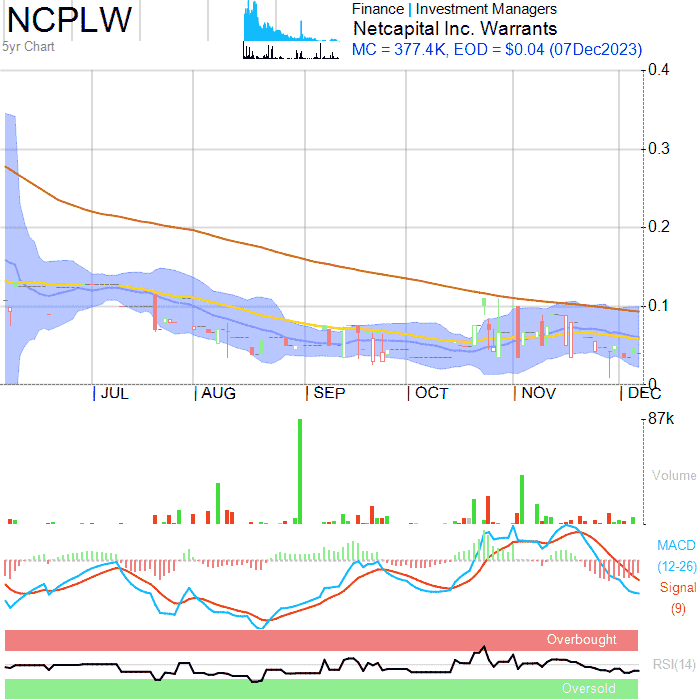 NCPLW
5yr Chart
Finance | Investment Managers
Netcapital Inc. Warrants
MC = 377.4K, EOD = $0.04 (07Dec2023)
0.4
0.3
0.2
0.1
0
JUL AUG SEP OCT NOV DEC
87k
Volume
MACD
(12-26)
Signal
(9)
Overbought
RSI(14)
Oversold